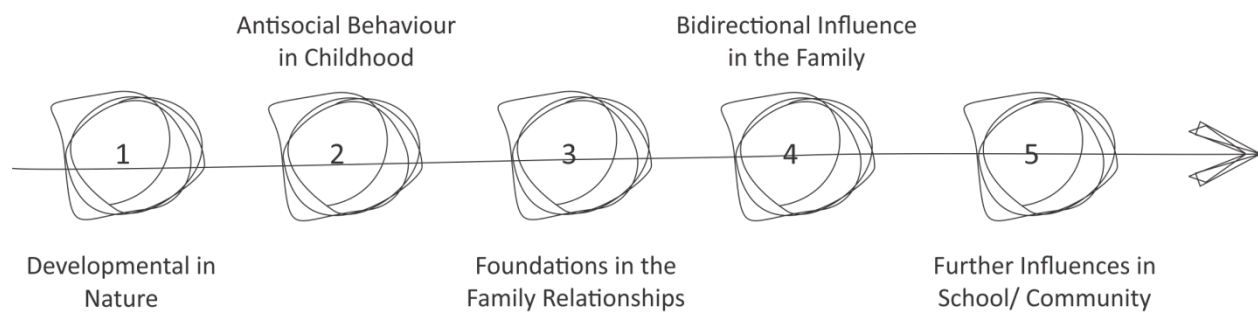 Antisocial Behaviour
in Childhood
Bidirectional Influence
in the Family
1
2
3
4
5
Developmental in
Nature
Foundations in the
Family Relationships
Further Influences in
School/ Community